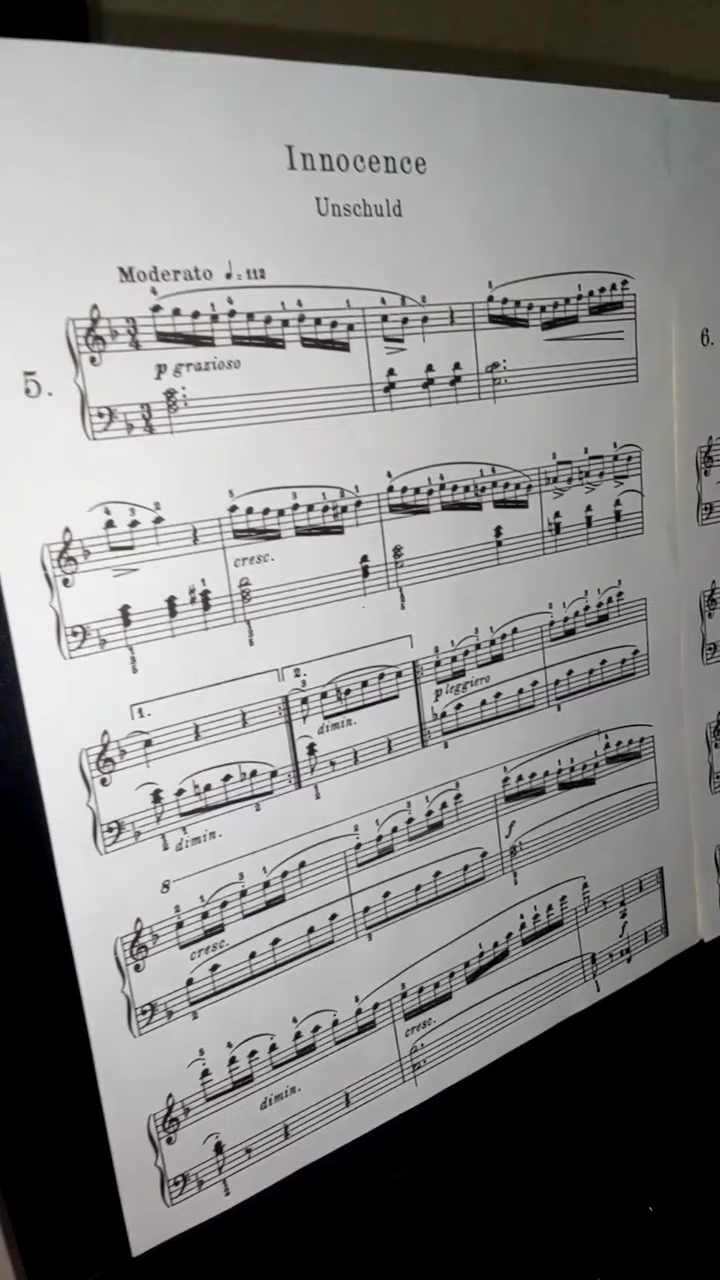 Innocence
Unschuld
Moderato ♩= 112
5.
p grazioso
6.
cresc.
1.
2.
dimin.
p leggiero
dimin.
8
f
cresc.
f
cresc.
dimin.